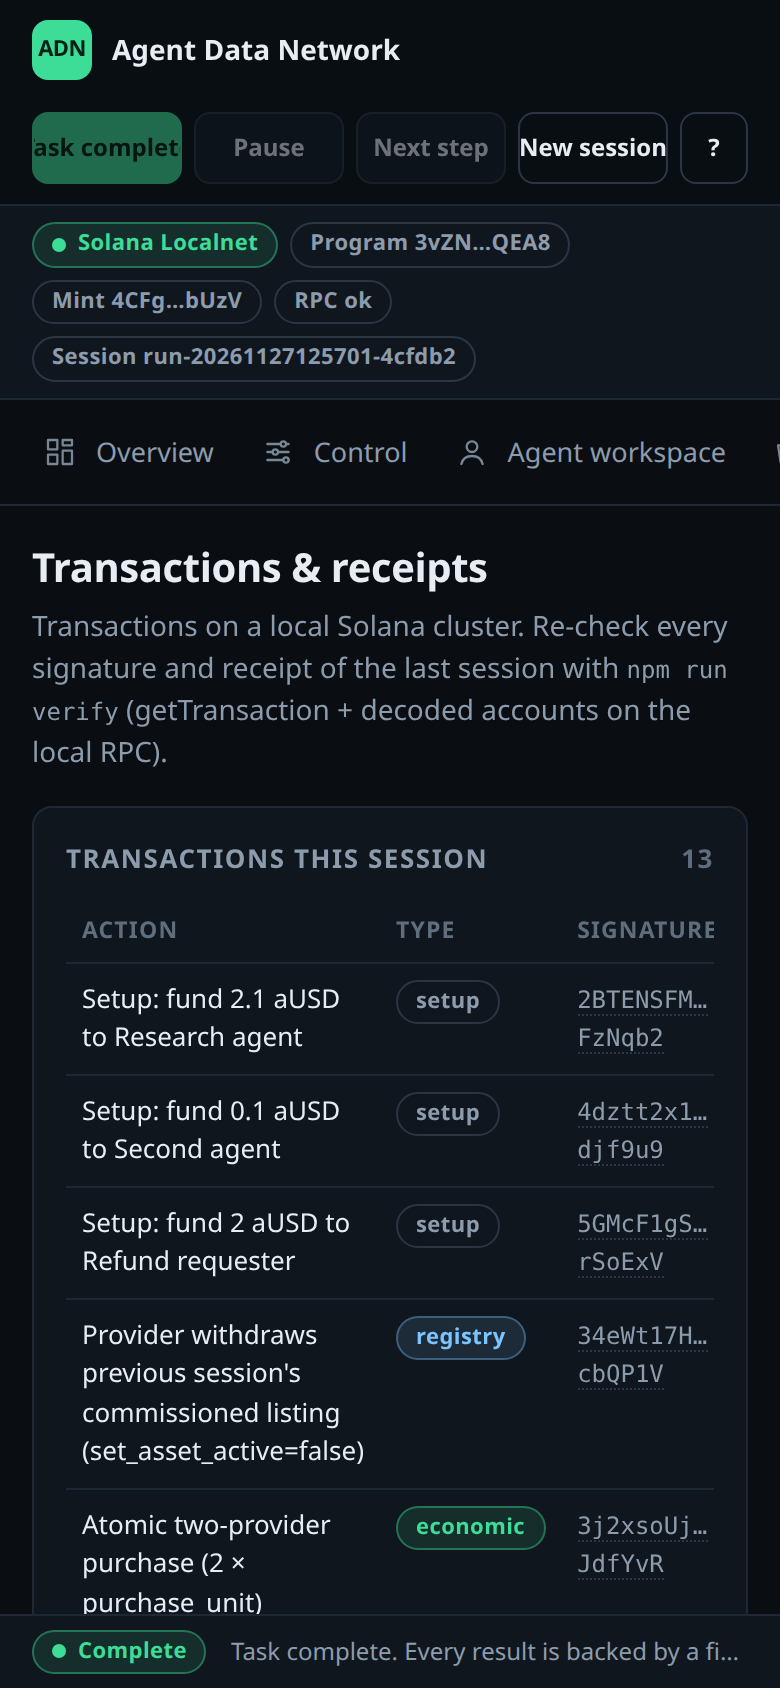 ADN Agent Data Network
ask complet Pause Next step New session ?
Solana Localnet Program 3vZN…QEA8
Mint 4CFg…bUzV RPC ok
Session run-20261127125701-4cfdb2
Overview Control Agent workspace
Transactions & receipts
Transactions on a local Solana cluster. Re-check every
signature and receipt of the last session with npm run
verify (getTransaction + decoded accounts on the
local RPC).
TRANSACTIONS THIS SESSION 13
ACTION TYPE SIGNATURE
Setup: fund 2.1 aUSD setup 2BTENSFM…
to Research agent FzNqb2
Setup: fund 0.1 aUSD setup 4dztt2x1…
to Second agent djf9u9
Setup: fund 2 aUSD to setup 5GMcF1gS…
Refund requester rSoExV
Provider withdraws registry 34eWt17H…
previous session's cbQP1V
commissioned listing
(set_asset_active=false)
Atomic two-provider economic 3j2xsoUj…
purchase (2 × JdfYvR
purchase_unit)
Complete Task complete. Every result is backed by a fi…